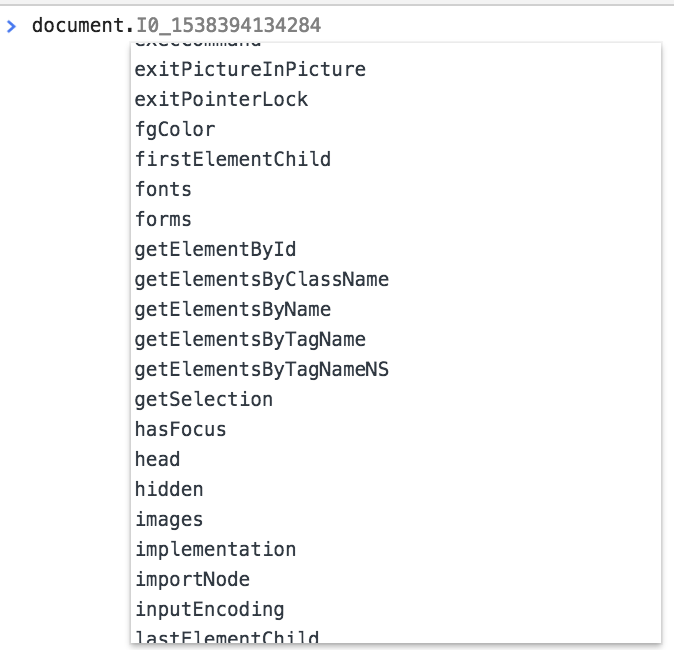 > document.I0_1538394134284
execCommand
exitPictureInPicture
exitPointerLock
fgColor
firstElementChild
fonts
forms
getElementById
getElementsByClassName
getElementsByName
getElementsByTagName
getElementsByTagNameNS
getSelection
hasFocus
head
hidden
images
implementation
importNode
inputEncoding
lastElementChild